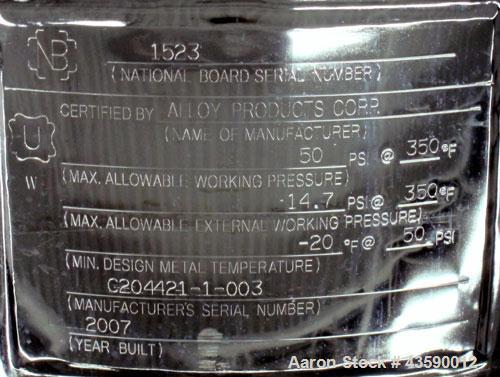 NB
1523
(NATIONAL BOARD SERIAL NUMBER)
CERTIFIED BY ALLOY PRODUCTS CORP.
(NAME OF MANUFACTURER)
U
50 PSI @ 350 °F
W
(MAX. ALLOWABLE WORKING PRESSURE)
14.7 PSI @ 350 °F
(MAX. ALLOWABLE EXTERNAL WORKING PRESSURE)
-20 °F @ 50 PSI
(MIN. DESIGN METAL TEMPERATURE)
C204421-1-003
(MANUFACTURER'S SERIAL NUMBER)
2007
(YEAR BUILT)
Aaron Stock # 43590012